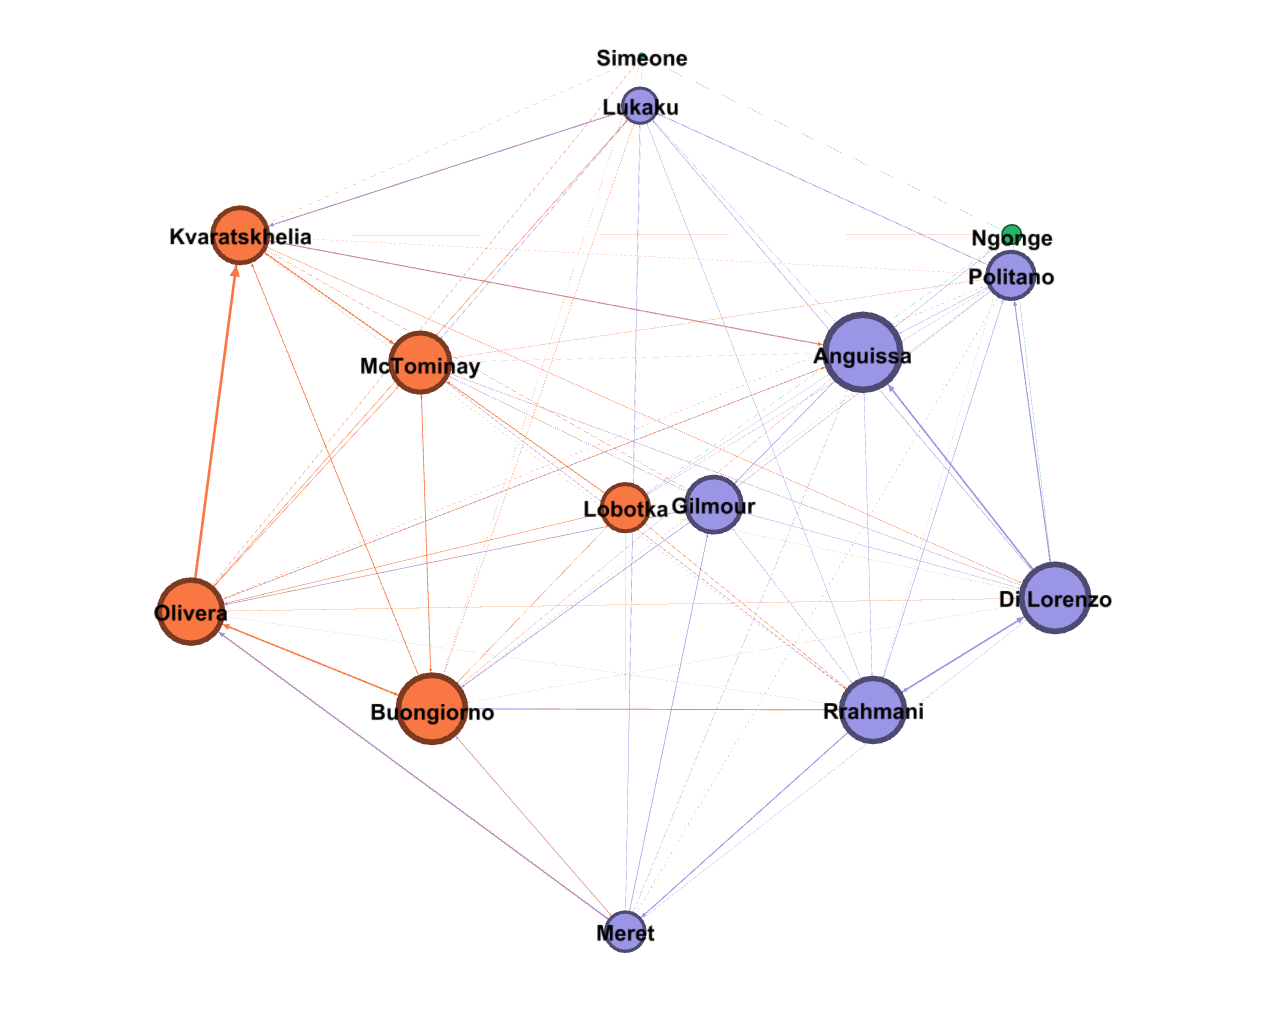 Simeone
Lukaku
Kvaratskhelia
Ngonge
Politano
Anguissa
McTominay
Lobotka
Gilmour
Di Lorenzo
Olivera
Buongiorno
Rrahmani
Meret